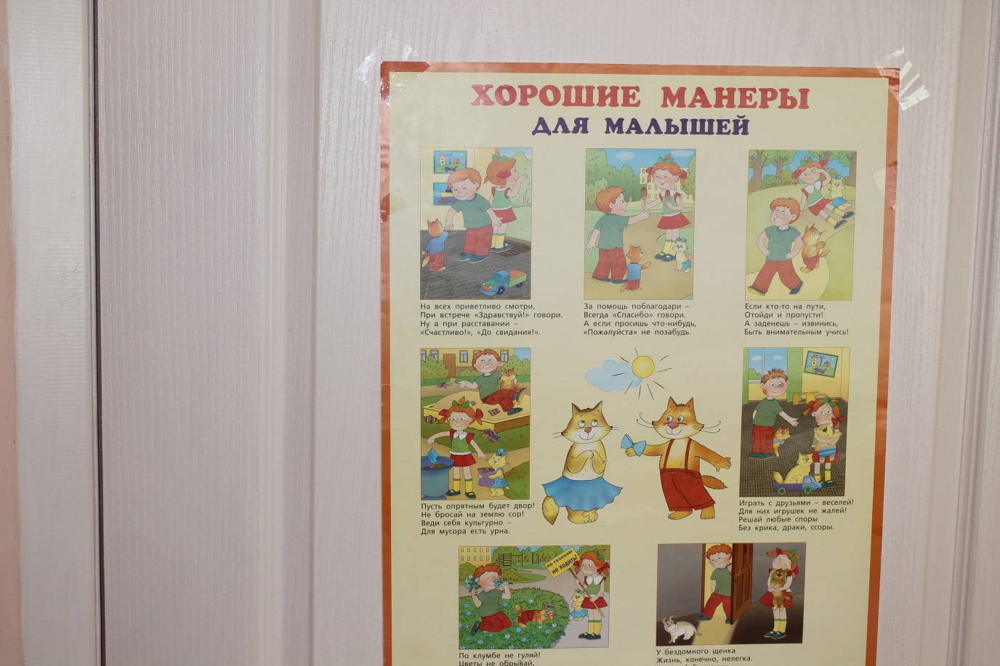 ХОРОШИЕ МАНЕРЫ
ДЛЯ МАЛЫШЕЙ
На всех приветливо смотри,
При встрече «Здравствуй!» говори.
Ну а при расставании –
«Счастливо!», «До свидания!».
За помощь поблагодари –
Всегда «Спасибо» говори.
А если просишь что-нибудь,
«Пожалуйста» не позабудь.
Если кто-то на пути,
Отойди и пропусти!
А заденешь – извинись,
Быть внимательным учись!
Пусть опрятным будет двор!
Не бросай на землю сор!
Веди себя культурно –
Для мусора есть урна.
Играть с друзьями – веселей!
Для них игрушек не жалей!
Решай любые споры
Без крика, драки, ссоры.
по газонам
не ходить!
По клумбе не гуляй!
Цветы не обрывай,
У бездомного щенка
Жизнь, конечно, нелегка.